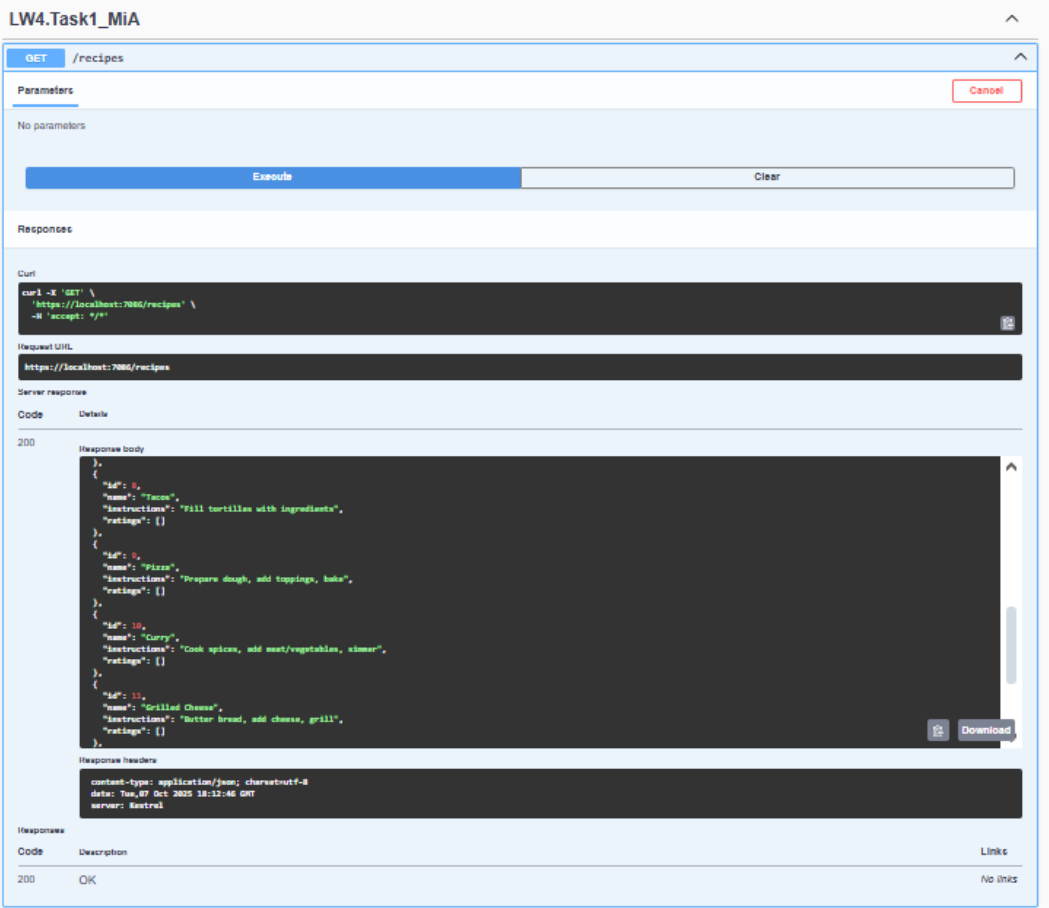 LW4.Task1_MiA
GET /recipes
Parameters
Cancel
No parameters
Execute
Clear
Responses
Curl
curl -X 'GET' \
'https://localhost:7086/recipes' \
-H 'accept: */*'
Request URL
https://localhost:7086/recipes
Server response
Code Details
200
Response body
},
{
"id": 8,
"name": "Tacos",
"instructions": "Fill tortillas with ingredients",
"ratings": []
},
{
"id": 9,
"name": "Pizza",
"instructions": "Prepare dough, add toppings, bake",
"ratings": []
},
{
"id": 10,
"name": "Curry",
"instructions": "Cook spices, add meat/vegetables, simmer",
"ratings": []
},
{
"id": 11,
"name": "Grilled Cheese",
"instructions": "Butter bread, add cheese, grill",
"ratings": []
},
Download
Response headers
content-type: application/json; charset=utf-8
date: Tue,07 Oct 2025 18:12:46 GMT
server: Kestrel
Responses
Code Description Links
200 OK No links